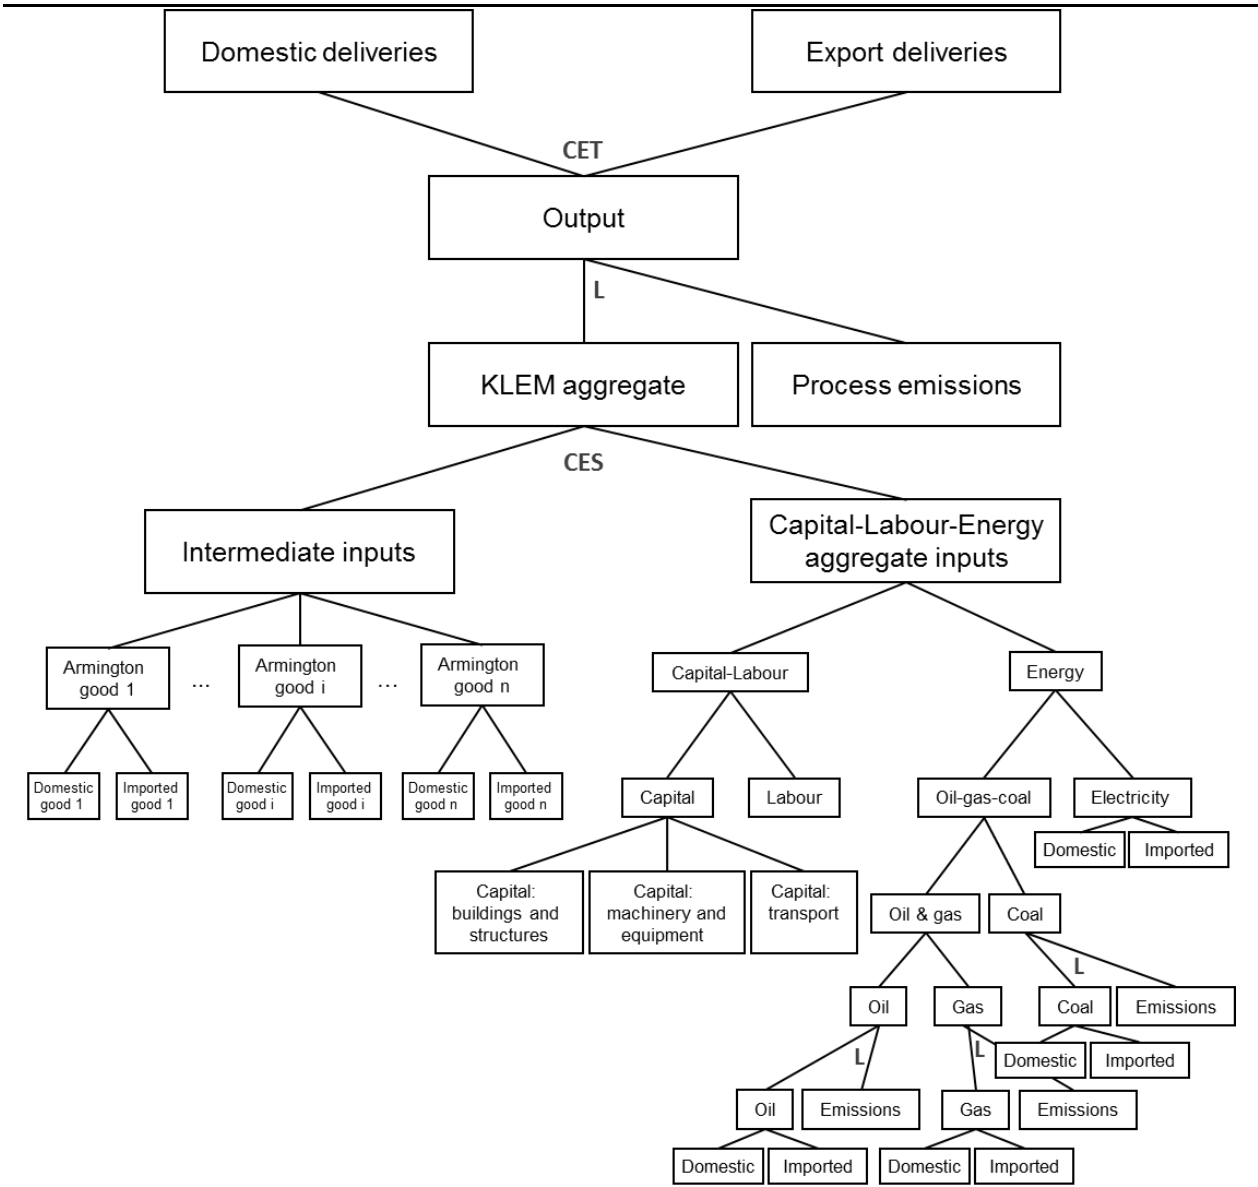 Domestic deliveries
Export deliveries
CET
Output
L
KLEM aggregate
Process emissions
CES
Intermediate inputs
Capital-Labour-Energy
aggregate inputs
Armington
good 1
...
Armington
good i
...
Armington
good n
Capital-Labour
Energy
Domestic
good 1
Imported
good 1
Domestic
good i
Imported
good i
Domestic
good n
Imported
good n
Capital
Labour
Oil-gas-coal
Electricity
Domestic
Imported
Capital:
buildings and
structures
Capital:
machinery and
equipment
Capital:
transport
Oil & gas
Coal
L
Oil
Gas
Coal
Emissions
L
L
Domestic
Imported
Oil
Emissions
Gas
Emissions
Domestic
Imported
Domestic
Imported